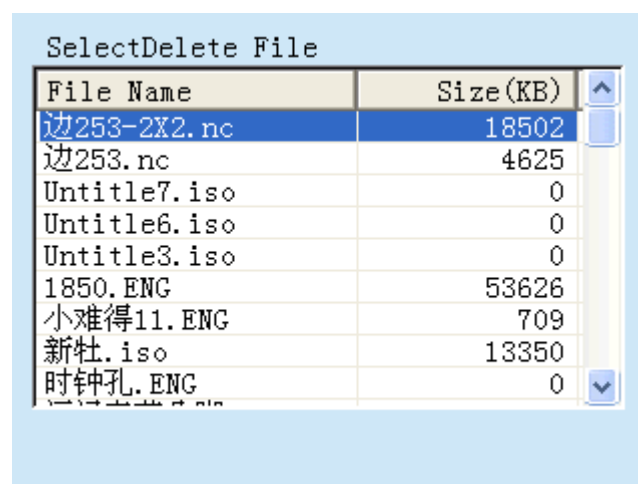 SelectDelete File
File Name Size(KB)
边253-2X2.nc 18502
边253.nc 4625
Untitle7.iso 0
Untitle6.iso 0
Untitle3.iso 0
1850.ENG 53626
小难得11.ENG 709
新牡.iso 13350
时钟孔.ENG 0